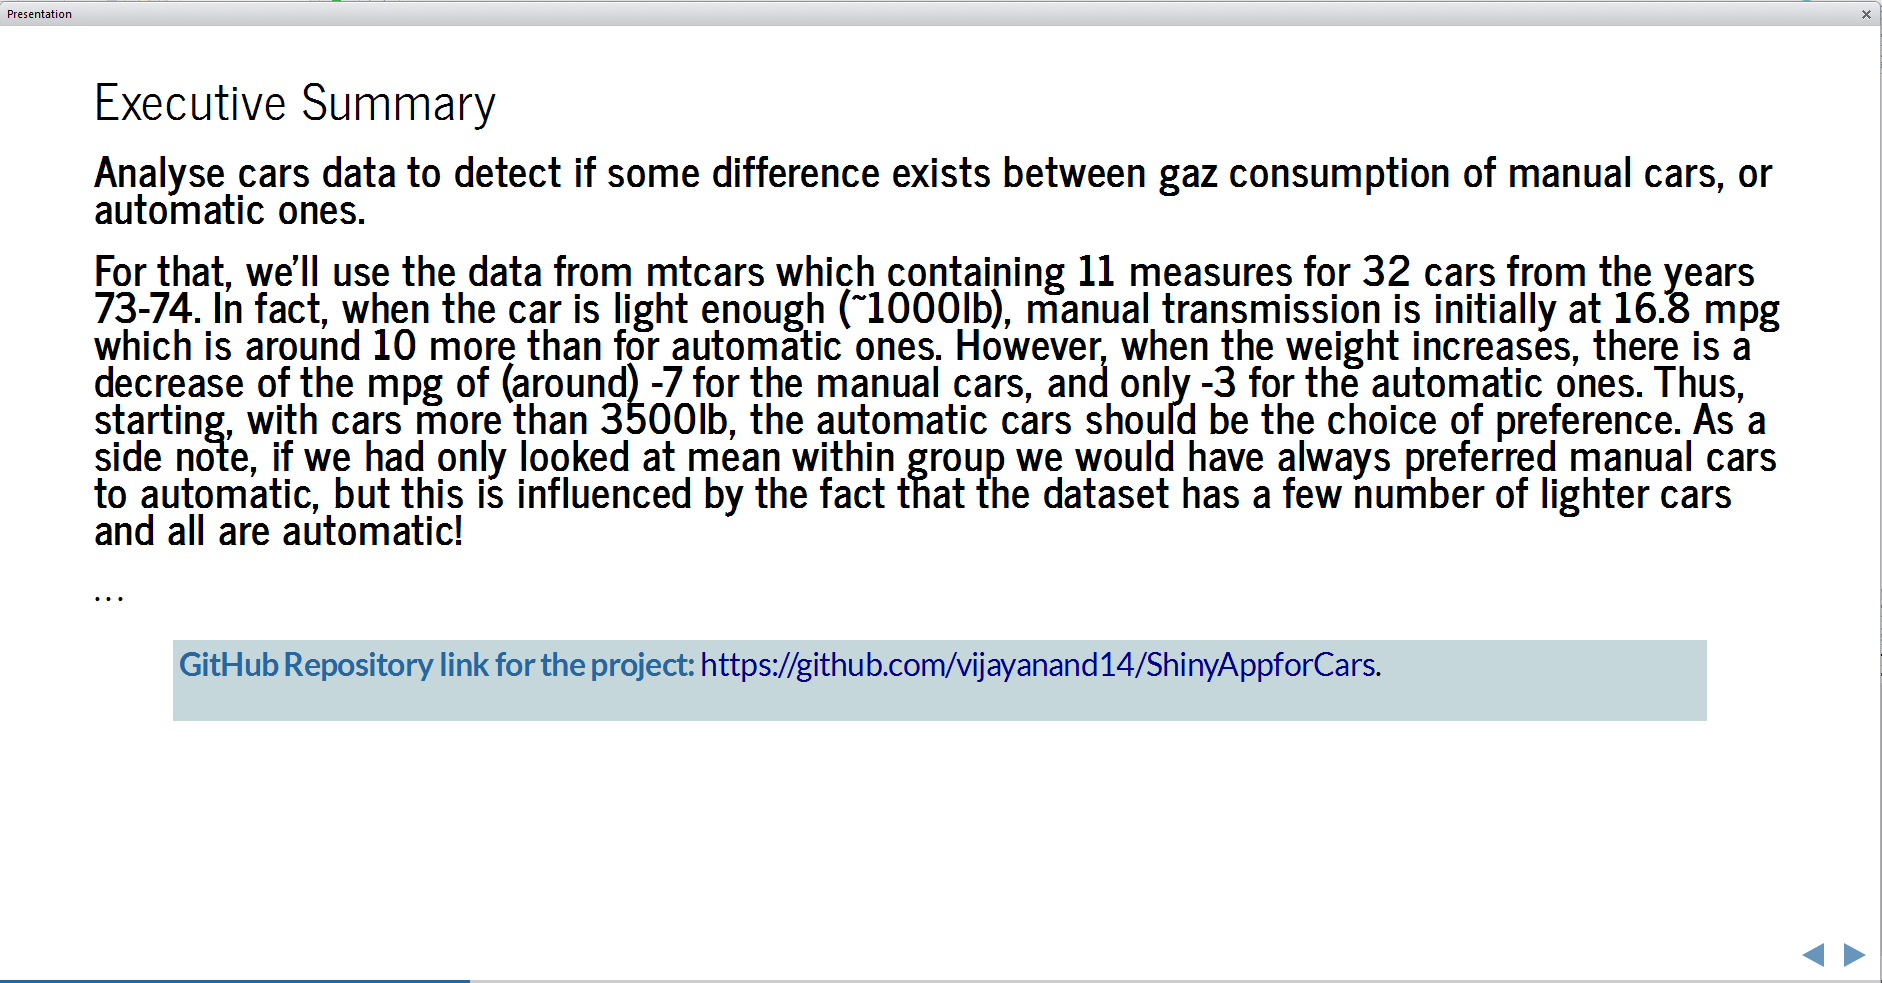 Presentation
Executive Summary
Analyse cars data to detect if some difference exists between gaz consumption of manual cars, or
automatic ones.
For that, we’ll use the data from mtcars which containing 11 measures for 32 cars from the years
73-74. In fact, when the car is light enough (~1000lb), manual transmission is initially at 16.8 mpg
which is around 10 more than for automatic ones. However, when the weight increases, there is a
decrease of the mpg of (around) -7 for the manual cars, and only -3 for the automatic ones. Thus,
starting, with cars more than 3500lb, the automatic cars should be the choice of preference. As a
side note, if we had only looked at mean within group we would have always preferred manual cars
to automatic, but this is influenced by the fact that the dataset has a few number of lighter cars
and all are automatic!
...
GitHub Repository link for the project: https://github.com/vijayanand14/ShinyAppforCars.